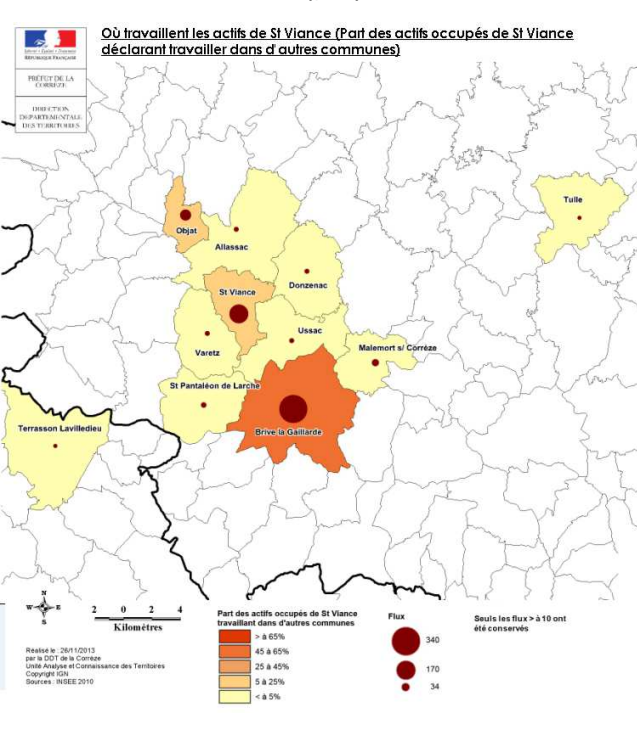 Où travaillent les actifs de St Viance (Part des actifs occupés de St Viance
déclarant travailler dans d'autres communes)
Liberté • Égalité • Fraternité
RÉPUBLIQUE FRANÇAISE
PRÉFET DE LA
CORRÈZE
DIRECTION
DÉPARTEMENTALE
DES TERRITOIRES
Tulle
Objat
Allassac
Donzenac
St Viance
Ussac
Varetz
Malemort s/ Corrèze
St Pantaléon de Larche
Terrasson Lavilledieu
Brive la Gaillarde
N
W E
S
2 0 2 4
Kilomètres
Réalisé le : 26/11/2013
par la DDT de la Corrèze
Unité Analyse et Connaissance des Territoires
Copyright IGN
Sources : INSEE 2010
Part des actifs occupés de St Viance
travaillant dans d'autres communes
> à 65%
45 à 65%
25 à 45%
5 à 25%
< à 5%
Flux
340
170
34
Seuls les flux > à 10 ont
été conservés